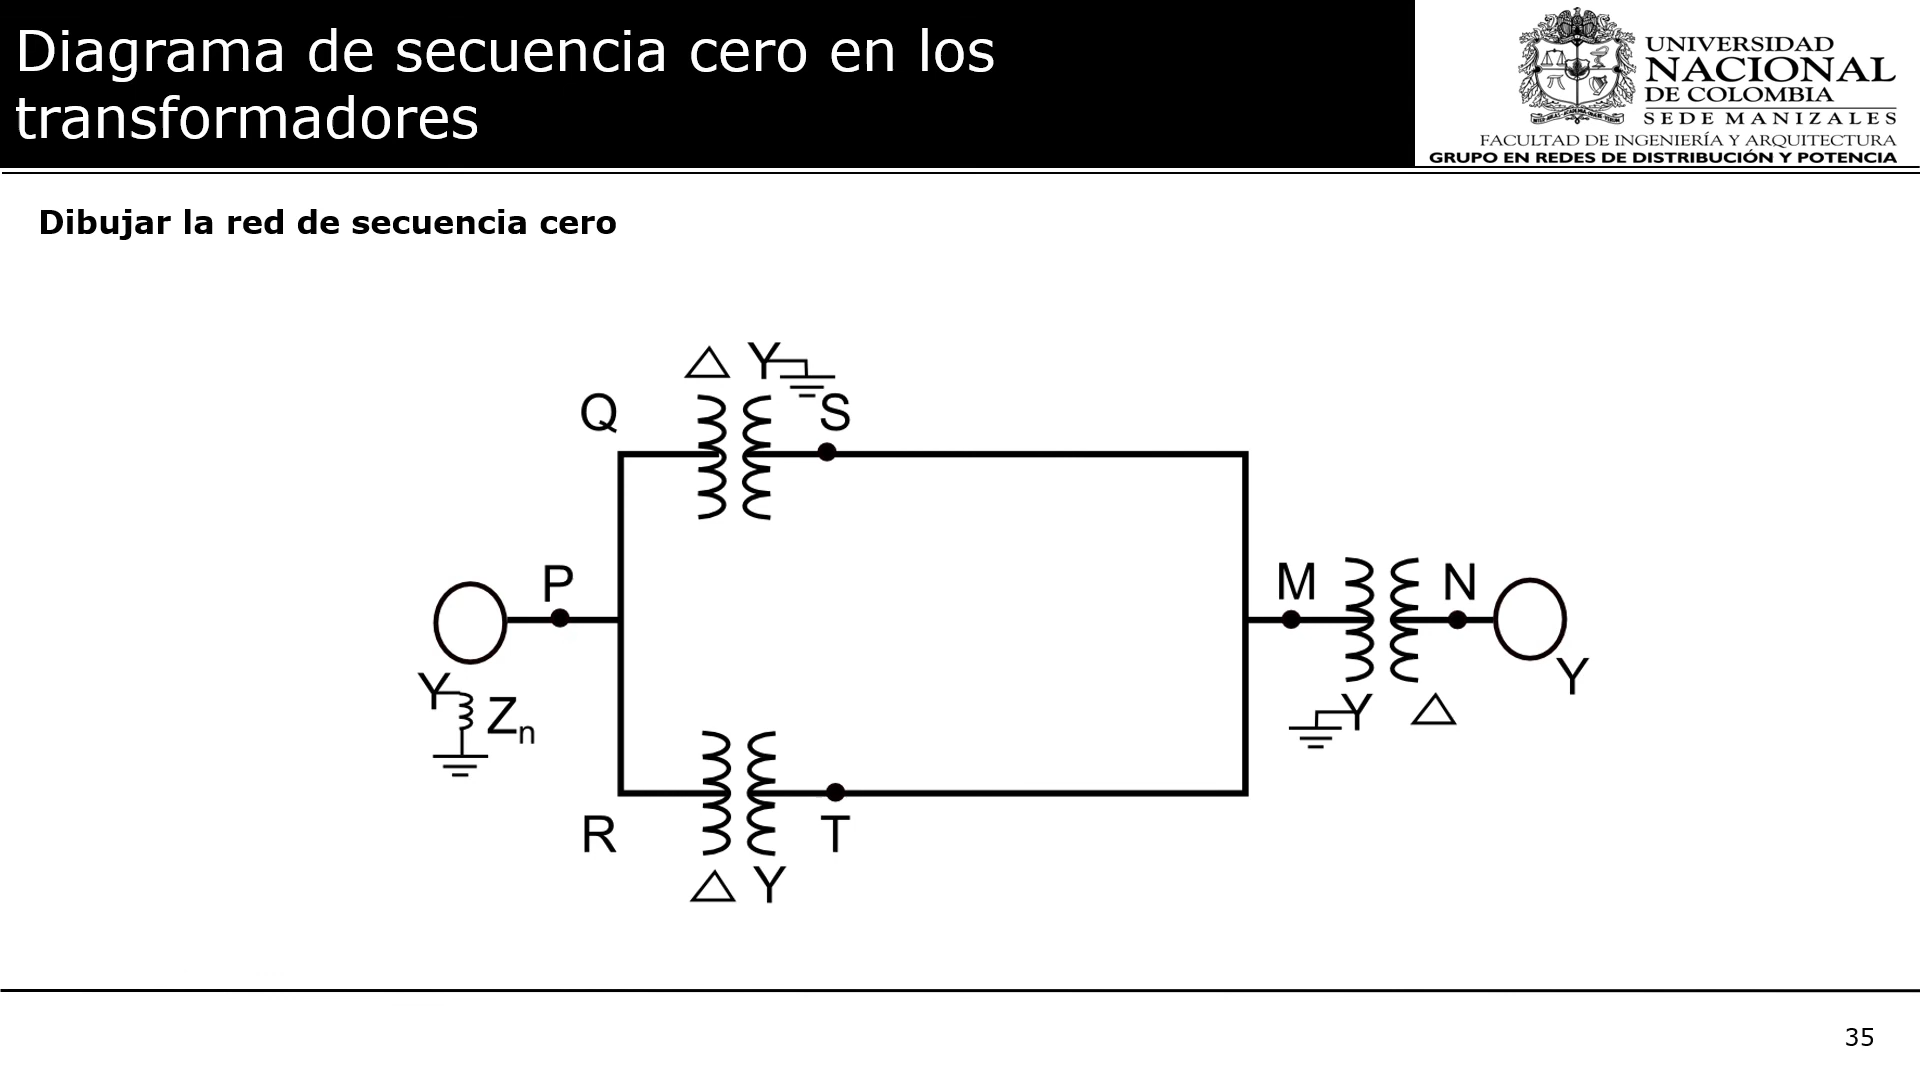 Diagrama de secuencia cero en los
transformadores
UNIVERSIDAD
NACIONAL
DE COLOMBIA
SEDE MANIZALES
FACULTAD DE INGENIERÍA Y ARQUITECTURA
GRUPO EN REDES DE DISTRIBUCIÓN Y POTENCIA
Dibujar la red de secuencia cero
△ Y
Q S
P M N
Y Zn Y △ Y
R T
△ Y
35